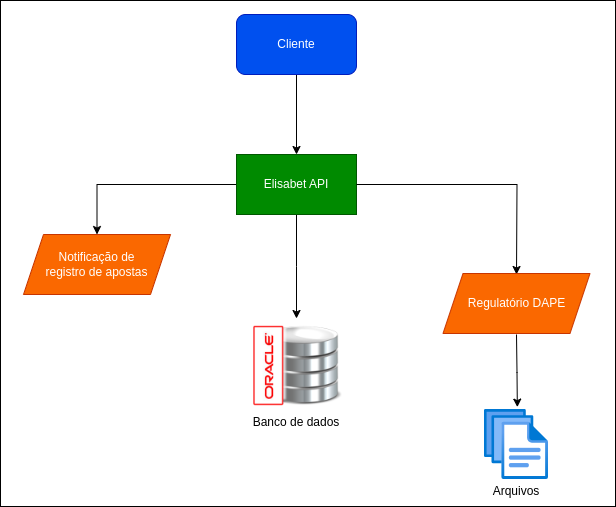 Cliente
Elisabet API
Notificação de
registro de apostas
Regulatório DAPE
ORACLE
Banco de dados
Arquivos